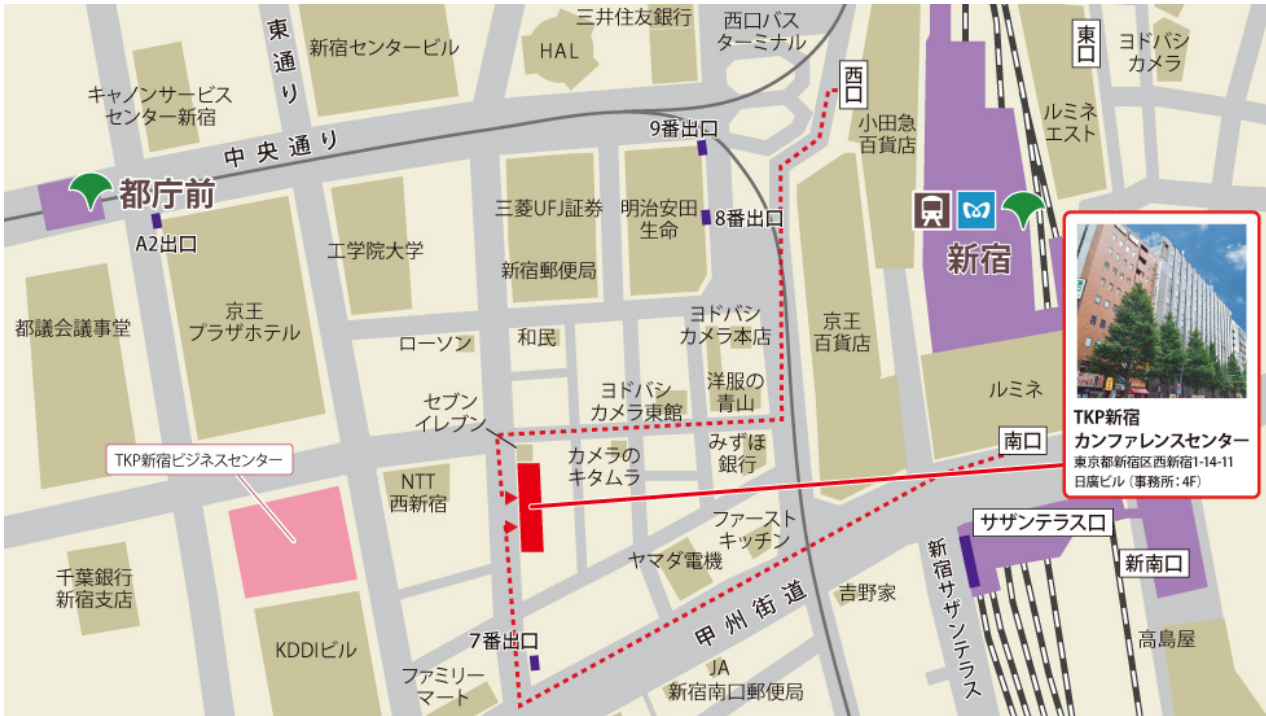 東通り
新宿センタービル
HAL
三井住友銀行
西口バス
ターミナル
東口
ヨドバシ
カメラ
キャノンサービス
センター新宿
中央通り
9番出口
西口
小田急
百貨店
ルミネ
エスト
都庁前
A2出口
工学院大学
三菱UFJ証券
新宿郵便局
明治安田
生命
8番出口
新宿
都議会議事堂
京王
プラザホテル
ローソン
和民
ヨドバシ
カメラ本店
京王
百貨店
ルミネ
セブン
イレブン
ヨドバシ
カメラ東館
洋服の
青山
TKP新宿
カンファレンスセンター
東京都新宿区西新宿1-14-11
日廣ビル（事務所：4F）
TKP新宿ビジネスセンター
NTT
西新宿
カメラの
キタムラ
みずほ
銀行
南口
ファースト
キッチン
サザンテラス口
新宿サザンテラス
新南口
ヤマダ電機
千葉銀行
新宿支店
吉野家
甲州街道
KDDIビル
7番出口
高島屋
ファミリー
マート
JA
新宿南口郵便局